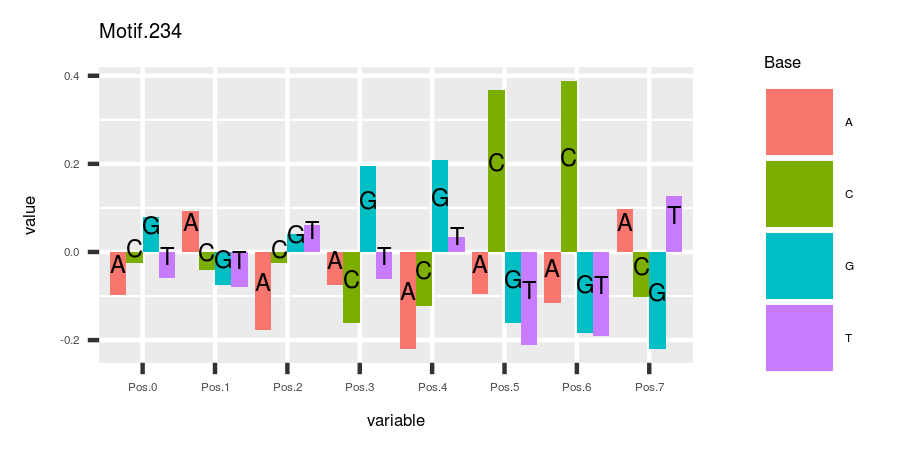 Motif.234
0.4
0.2
0.0
-0.2
value
A C G T A C G T A C G T A C G T A C G T A C G T A C G T A C G T
Pos.0 Pos.1 Pos.2 Pos.3 Pos.4 Pos.5 Pos.6 Pos.7
variable
Base
A
C
G
T